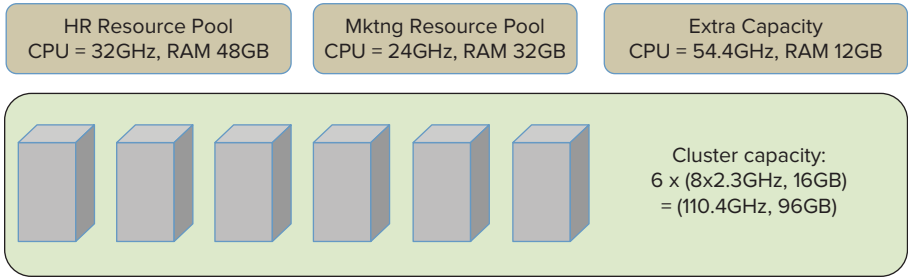 HR Resource Pool
CPU = 32GHz, RAM 48GB
Mktng Resource Pool
CPU = 24GHz, RAM 32GB
Extra Capacity
CPU = 54.4GHz, RAM 12GB
Cluster capacity:
6 x (8x2.3GHz, 16GB)
= (110.4GHz, 96GB)